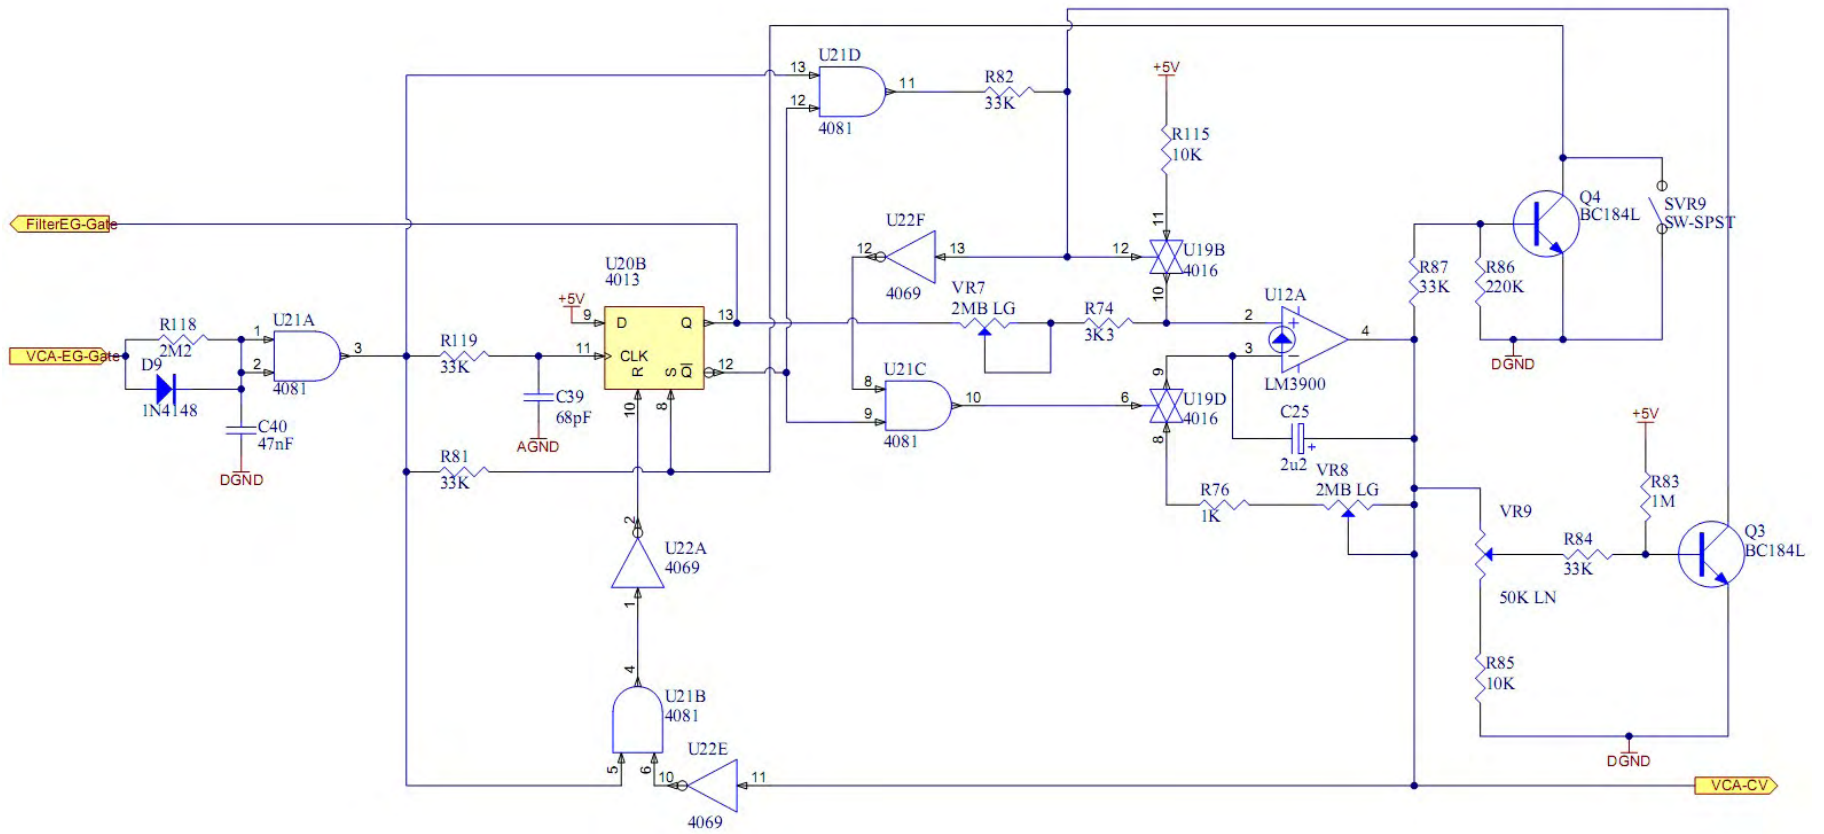 U21D
13
12
11
4081
R82
33K
+5V
R115
10K
11
U19B
4016
12
10
U22F
12
13
4069
FilterEG-Gate
U20B
4013
+5V
9
D
Q
13
11
CLK
R
S
Q
12
10
8
VR7
2MB LG
R74
3K3
U12A
2
+
3
−
4
LM3900
Q4
BC184L
SVR9
SW-SPST
R87
33K
R86
220K
DGND
VCA-EG-Gate
R118
2M2
D9
1N4148
1
2
U21A
3
4081
C40
47nF
DGND
R119
33K
C39
68pF
AGND
R81
33K
U21C
8
9
10
4081
9
6
U19D
4016
8
C25
+
2u2
R76
1K
VR8
2MB LG
+5V
R83
1M
VR9
50K LN
R84
33K
Q3
BC184L
R85
10K
DGND
2
U22A
4069
1
4
U21B
4081
5
6
U22E
10
11
4069
VCA-CV